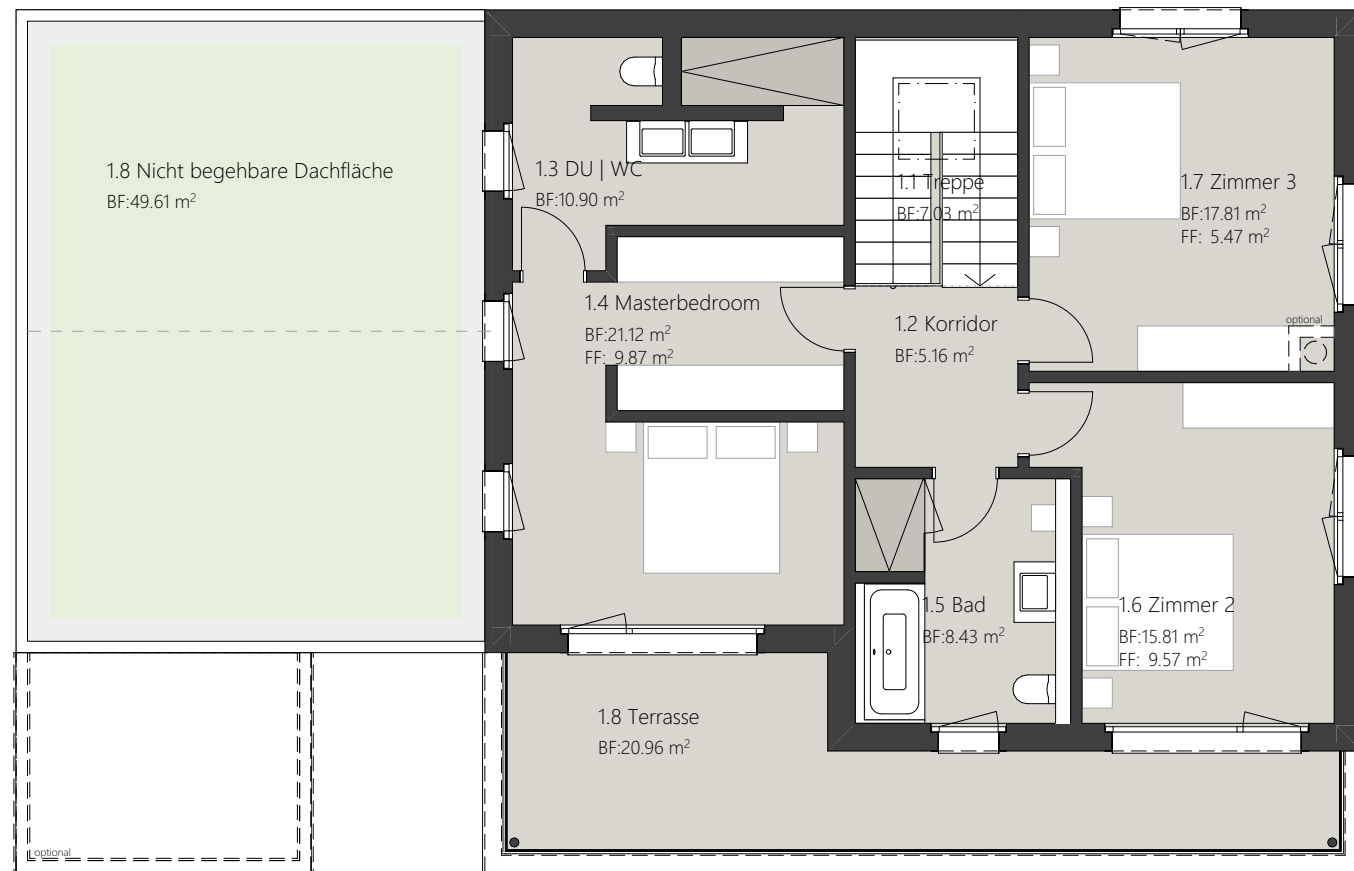 1.8 Nicht begehbare Dachfläche
BF:49.61 m²
1.3 DU | WC
BF:10.90 m²
1.1 Treppe
BF:7.03 m²
1.7 Zimmer 3
BF:17.81 m²
FF: 5.47 m²
optional
1.4 Masterbedroom
BF:21.12 m²
FF: 9.87 m²
1.2 Korridor
BF:5.16 m²
1.5 Bad
BF:8.43 m²
1.6 Zimmer 2
BF:15.81 m²
FF: 9.57 m²
1.8 Terrasse
BF:20.96 m²
optional